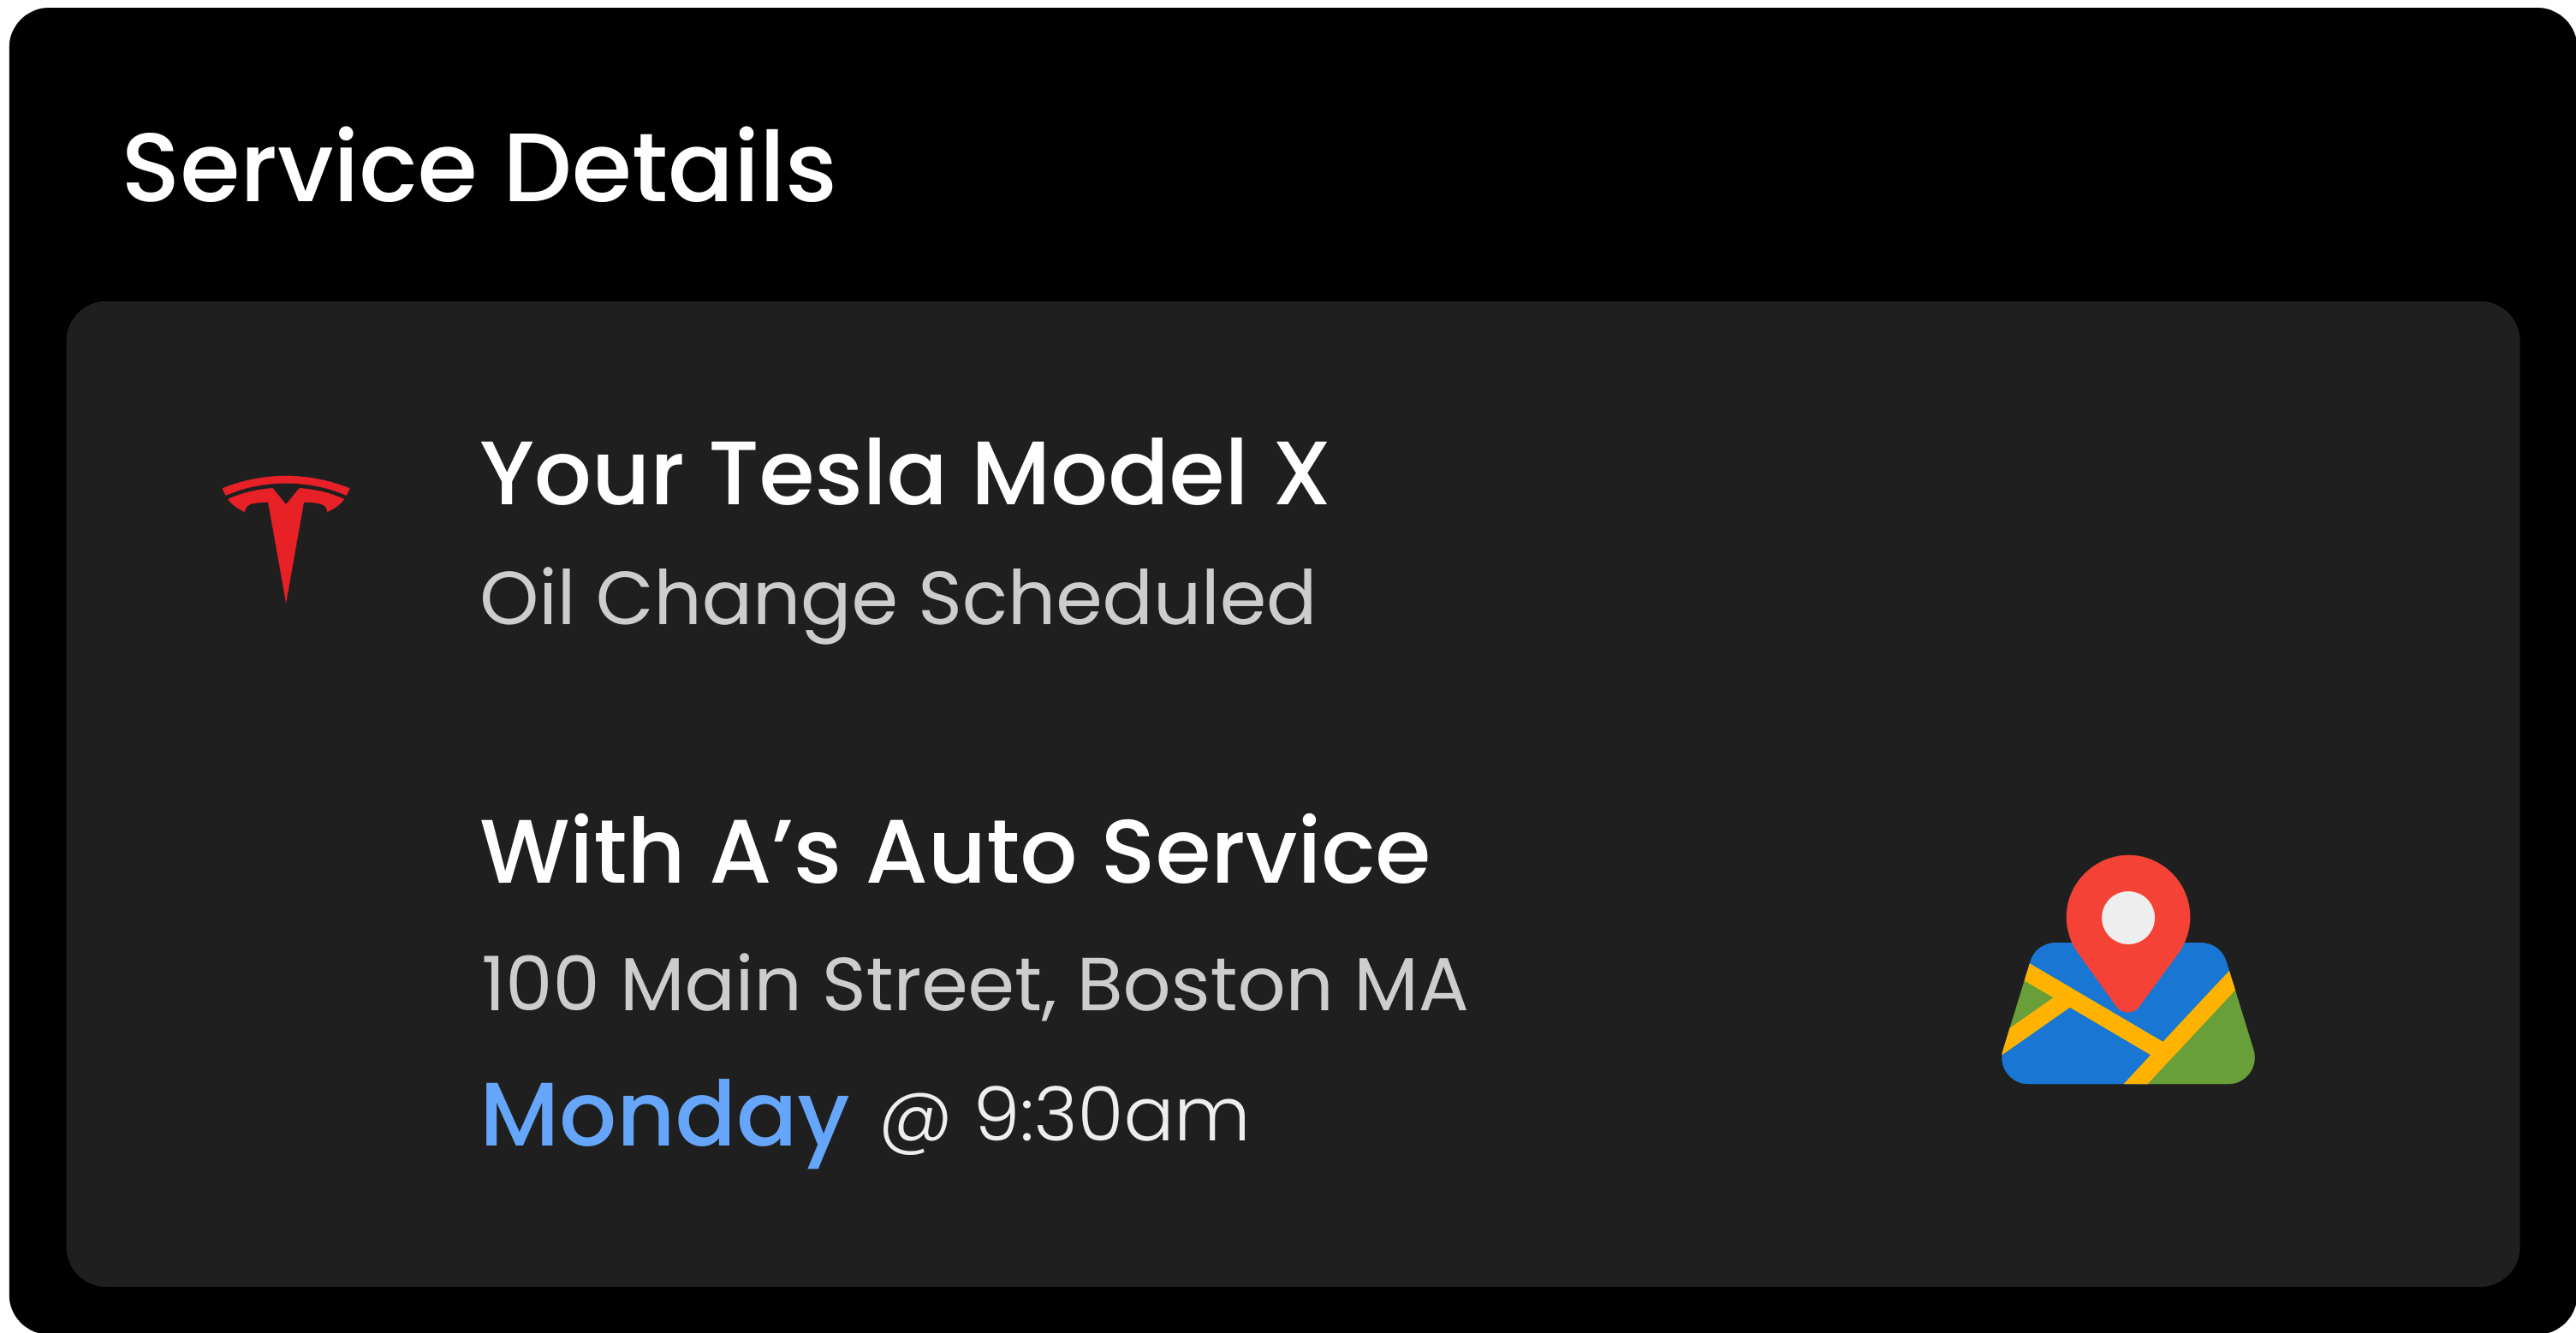 Service Details
Your Tesla Model X
Oil Change Scheduled
With A’s Auto Service
100 Main Street, Boston MA
Monday @ 9:30am